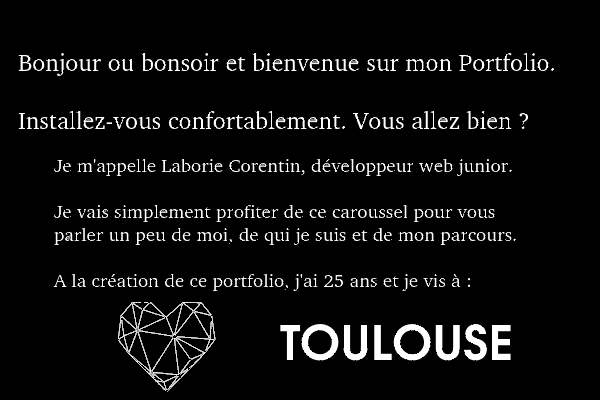 Bonjour ou bonsoir et bienvenue sur mon Portfolio.
Installez-vous confortablement. Vous allez bien ?
Je m'appelle Laborie Corentin, développeur web junior.
Je vais simplement profiter de ce caroussel pour vous
parler un peu de moi, de qui je suis et de mon parcours.
A la création de ce portfolio, j'ai 25 ans et je vis à :
TOULOUSE